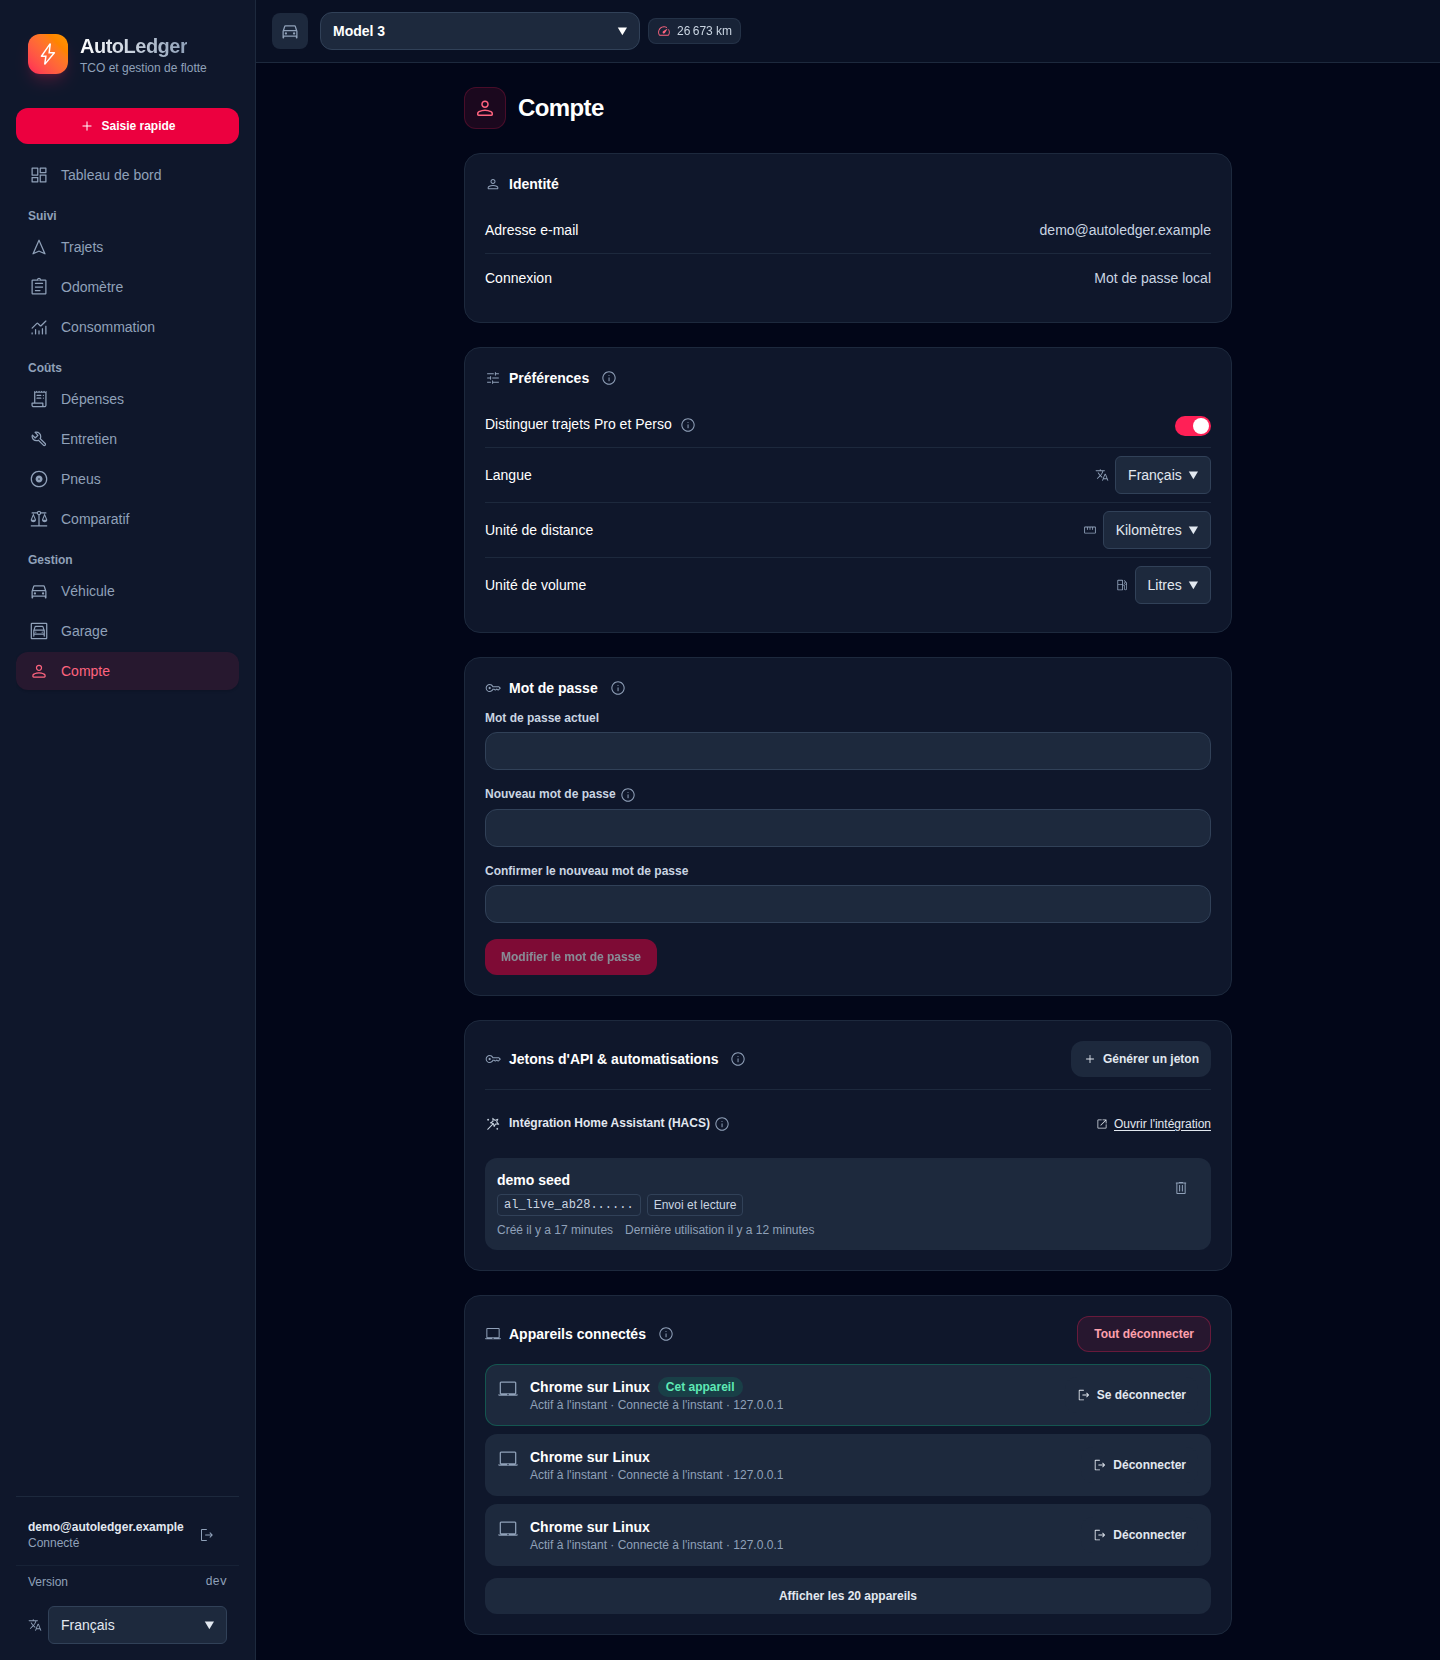 AutoLedger
TCO et gestion de flotte
Saisie rapide
Tableau de bord
Suivi
Trajets
Odomètre
Consommation
Coûts
Dépenses
Entretien
Pneus
Comparatif
Gestion
Véhicule
Garage
Compte
demo@autoledger.example
Connecté
Version dev
Français
Model 3
26 673 km
Compte
Identité
Adresse e-mail demo@autoledger.example
Connexion Mot de passe local
Préférences
Distinguer trajets Pro et Perso
Langue Français
Unité de distance Kilomètres
Unité de volume Litres
Mot de passe
Mot de passe actuel
Nouveau mot de passe
Confirmer le nouveau mot de passe
Modifier le mot de passe
Jetons d'API & automatisations Générer un jeton
Intégration Home Assistant (HACS) Ouvrir l'intégration
demo seed
al_live_ab28...... Envoi et lecture
Créé il y a 17 minutes Dernière utilisation il y a 12 minutes
Appareils connectés Tout déconnecter
Chrome sur Linux Cet appareil
Actif à l'instant · Connecté à l'instant · 127.0.0.1
Se déconnecter
Chrome sur Linux
Actif à l'instant · Connecté à l'instant · 127.0.0.1
Déconnecter
Chrome sur Linux
Actif à l'instant · Connecté à l'instant · 127.0.0.1
Déconnecter
Afficher les 20 appareils